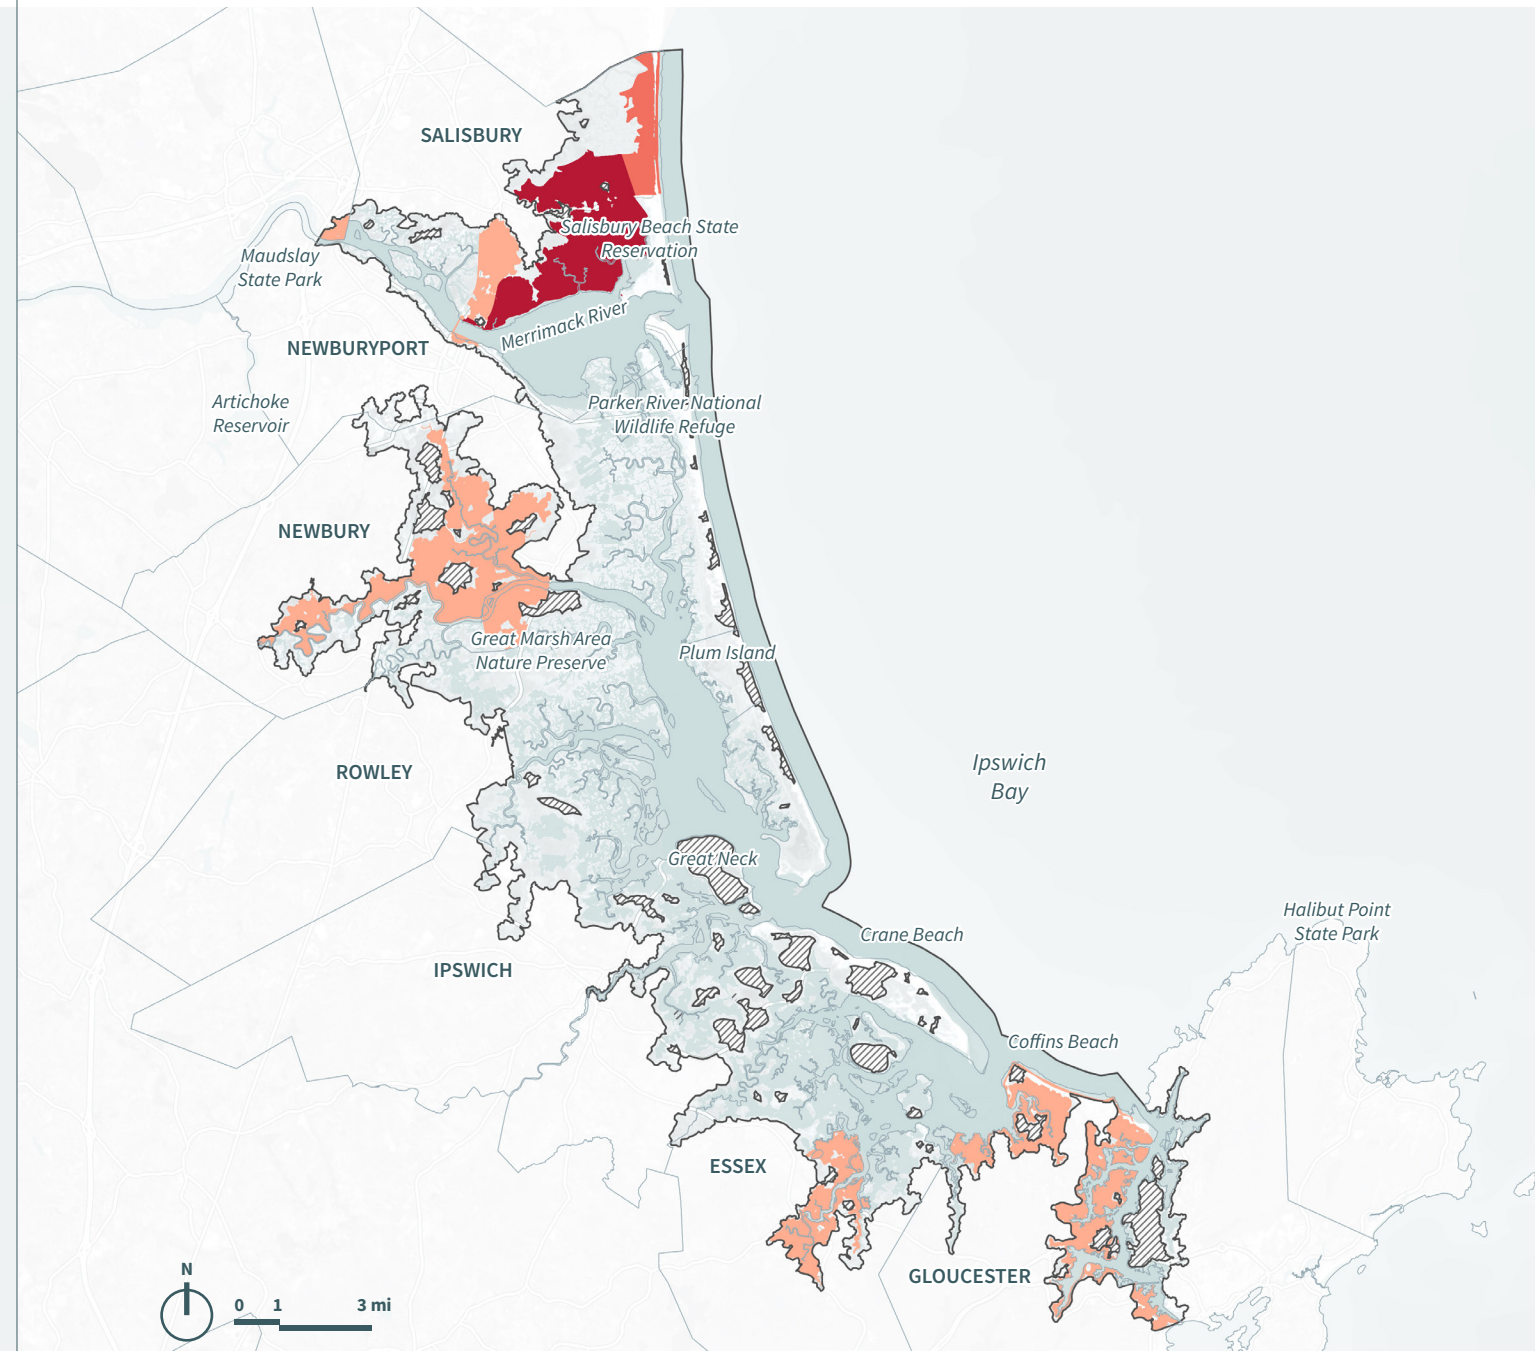 SALISBURY
Salisbury Beach State
Reservation
Maudslay
State Park
Merrimack River
NEWBURYPORT
Artichoke
Reservoir
Parker River National
Wildlife Refuge
NEWBURY
Great Marsh Area
Nature Preserve
Plum Island
ROWLEY
Ipswich
Bay
Great Neck
Halibut Point
State Park
Crane Beach
IPSWICH
Coffins Beach
ESSEX
GLOUCESTER
N
0 1 3 mi